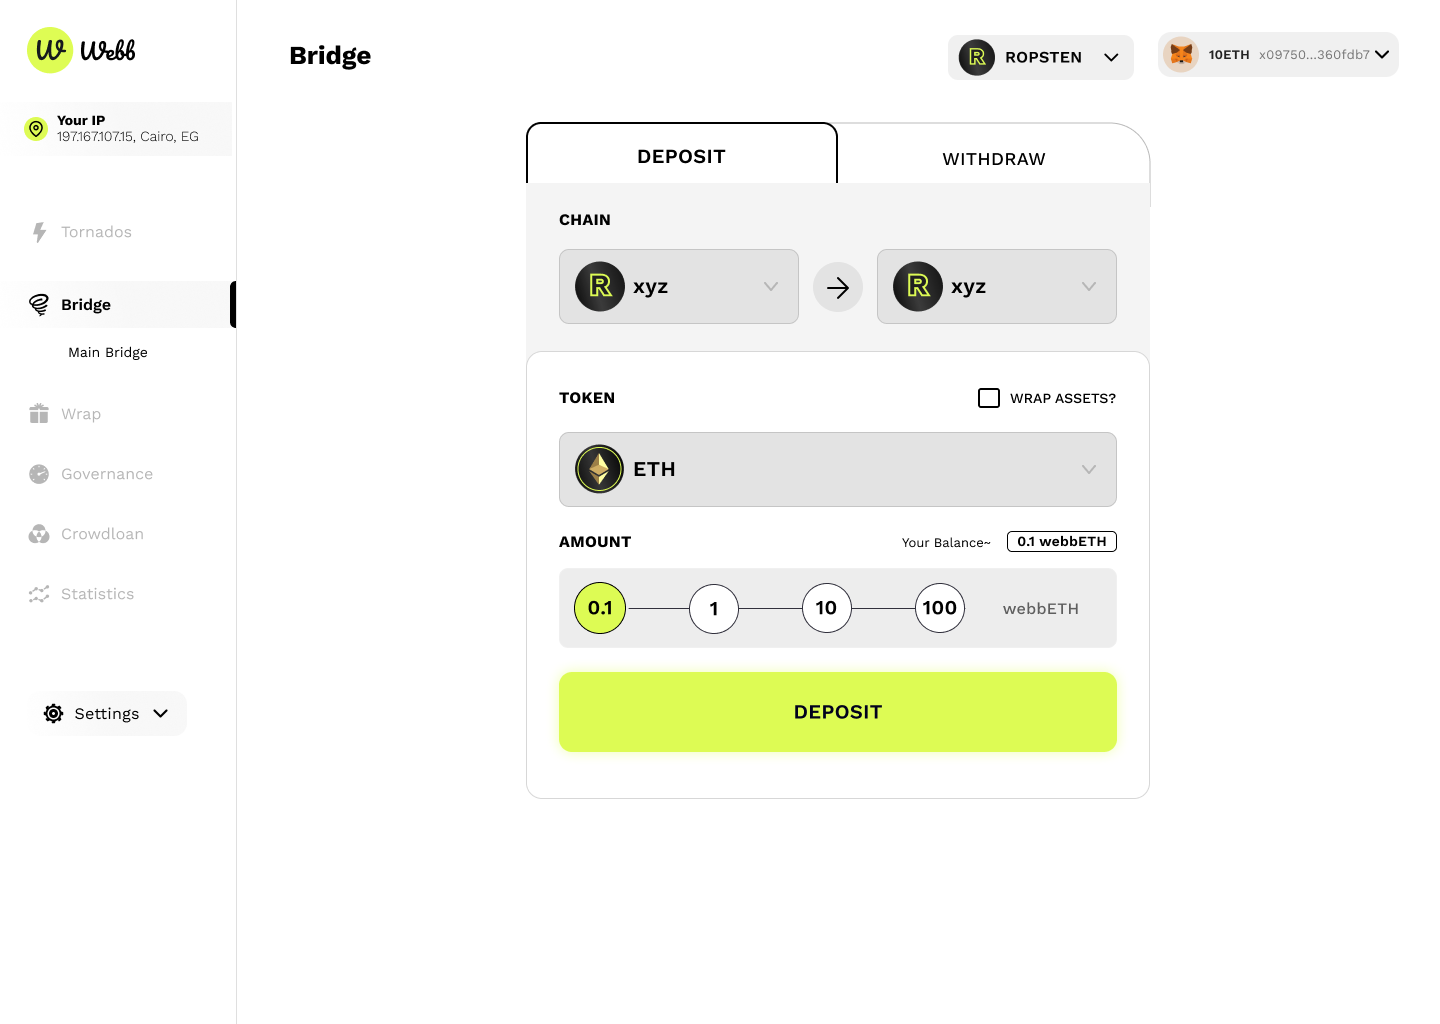 W Webb
Your IP
197.167.107.15, Cairo, EG
Tornados
Bridge
Main Bridge
Wrap
Governance
Crowdloan
Statistics
Settings
Bridge
R ROPSTEN
10ETH x09750...360fdb7
DEPOSIT
WITHDRAW
CHAIN
R xyz
R xyz
TOKEN
WRAP ASSETS?
ETH
AMOUNT
Your Balance~ 0.1 webbETH
0.1 1 10 100 webbETH
DEPOSIT